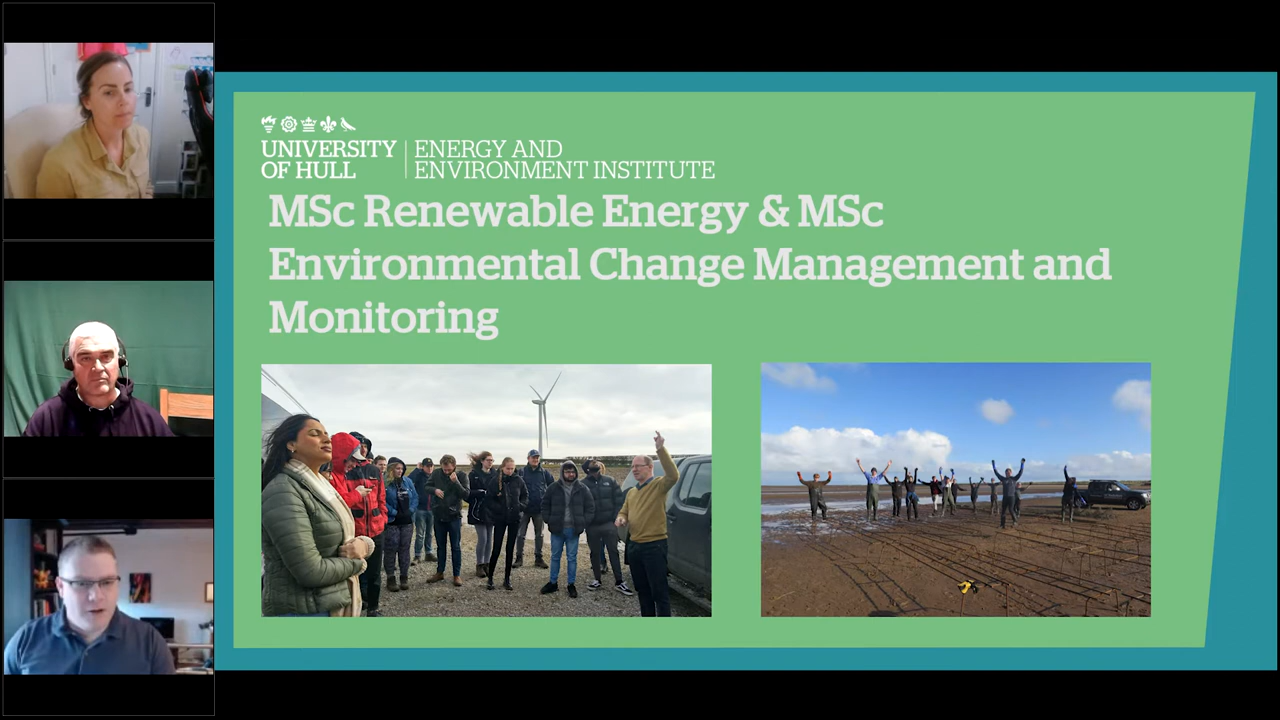 UNIVERSITY
OF HULL
ENERGY AND
ENVIRONMENT INSTITUTE
MSc Renewable Energy & MSc
Environmental Change Management and
Monitoring